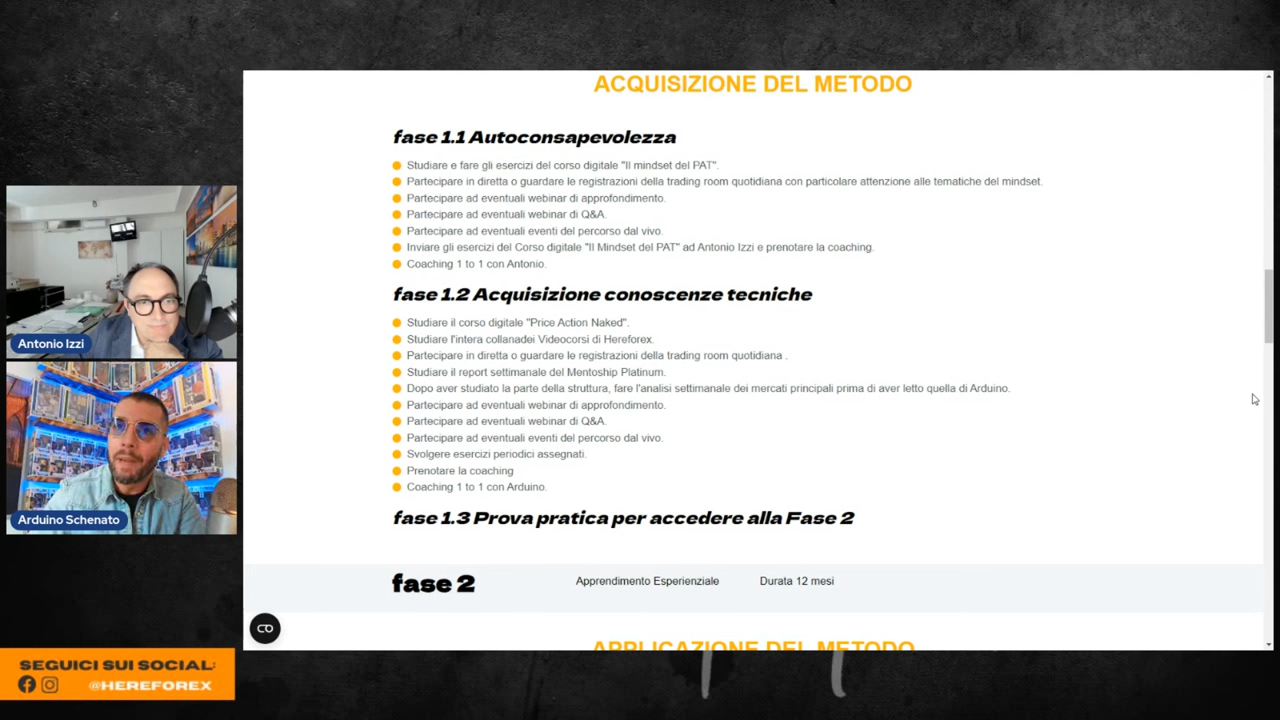 ACQUISIZIONE DEL METODO
fase 1.1 Autoconsapevolezza
Studiare e fare gli esercizi del corso digitale "Il mindset del PAT".
Partecipare in diretta o guardare le registrazioni della trading room quotidiana con particolare attenzione alle tematiche del mindset.
Partecipare ad eventuali webinar di approfondimento.
Partecipare ad eventuali webinar di Q&A.
Partecipare ad eventuali eventi del percorso dal vivo.
Inviare gli esercizi del Corso digitale "Il Mindset del PAT" ad Antonio Izzi e prenotare la coaching.
Coaching 1 to 1 con Antonio.
fase 1.2 Acquisizione conoscenze tecniche
Studiare il corso digitale "Price Action Naked".
Studiare l'intera collanadei Videocorsi di Hereforex.
Partecipare in diretta o guardare le registrazioni della trading room quotidiana .
Studiare il report settimanale del Mentoship Platinum.
Dopo aver studiato la parte della struttura, fare l'analisi settimanale dei mercati principali prima di aver letto quella di Arduino.
Partecipare ad eventuali webinar di approfondimento.
Partecipare ad eventuali webinar di Q&A.
Partecipare ad eventuali eventi del percorso dal vivo.
Svolgere esercizi periodici assegnati.
Prenotare la coaching
Coaching 1 to 1 con Arduino.
fase 1.3 Prova pratica per accedere alla Fase 2
fase 2 Apprendimento Esperienziale Durata 12 mesi
APPLICAZIONE DEL METODO
Antonio Izzi
Arduino Schenato
SEGUICI SUI SOCIAL:
@HEREFOREX